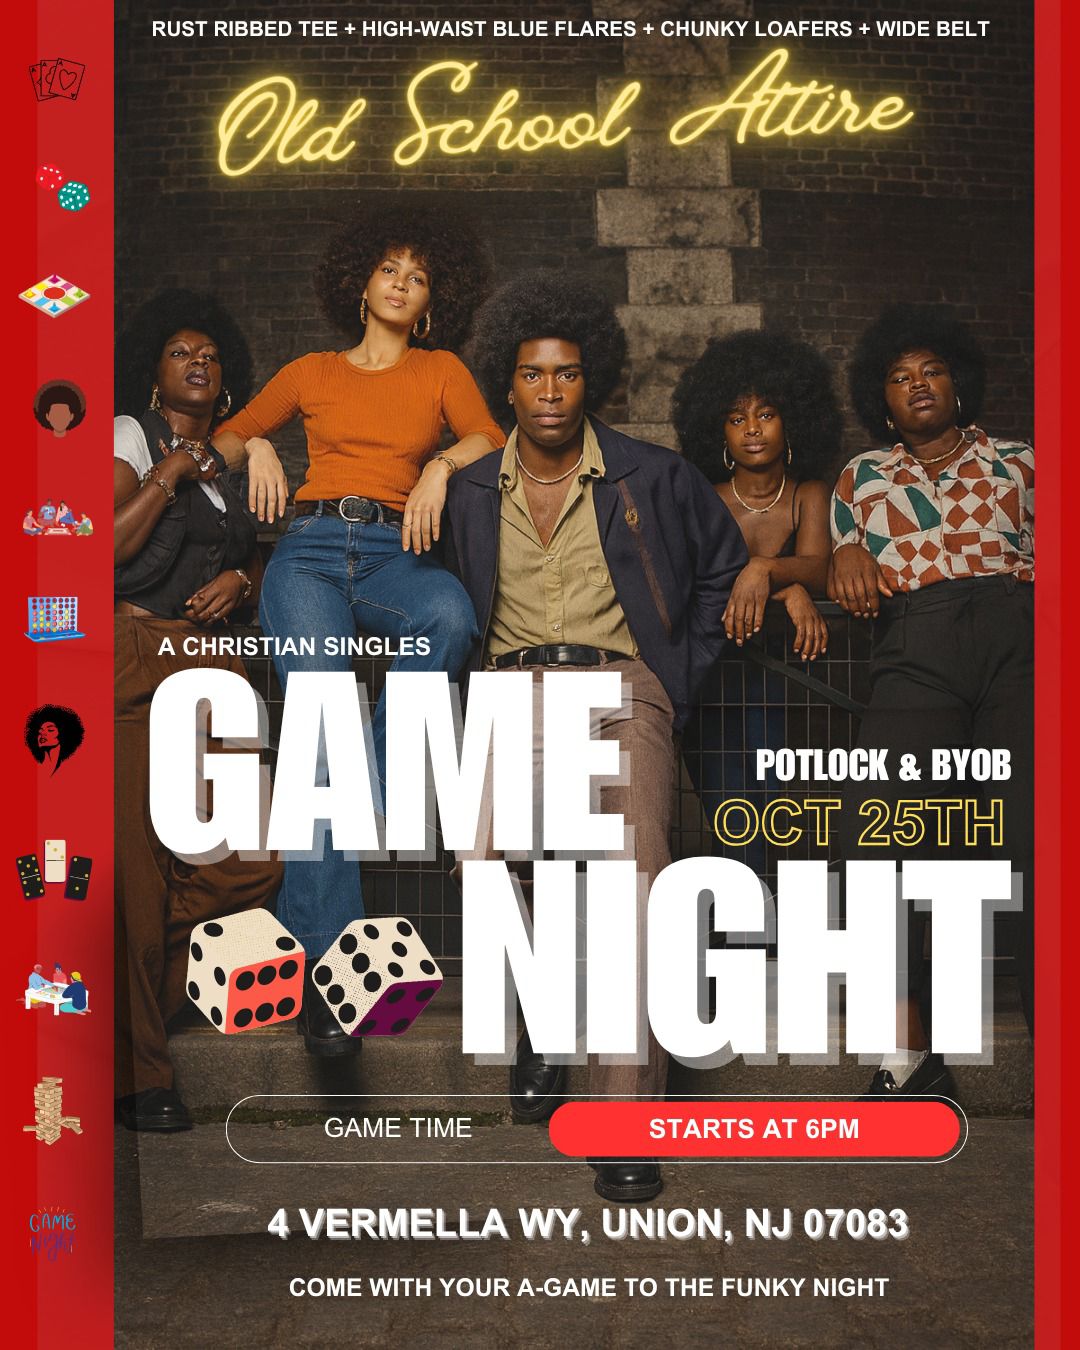 RUST RIBBED TEE + HIGH-WAIST BLUE FLARES + CHUNKY LOAFERS + WIDE BELT
Old School Attire
A CHRISTIAN SINGLES
GAME
POTLOCK & BYOB
OCT 25TH
NIGHT
GAME TIME
STARTS AT 6PM
4 VERMELLA WY, UNION, NJ 07083
COME WITH YOUR A-GAME TO THE FUNKY NIGHT
GAME
NIGHT